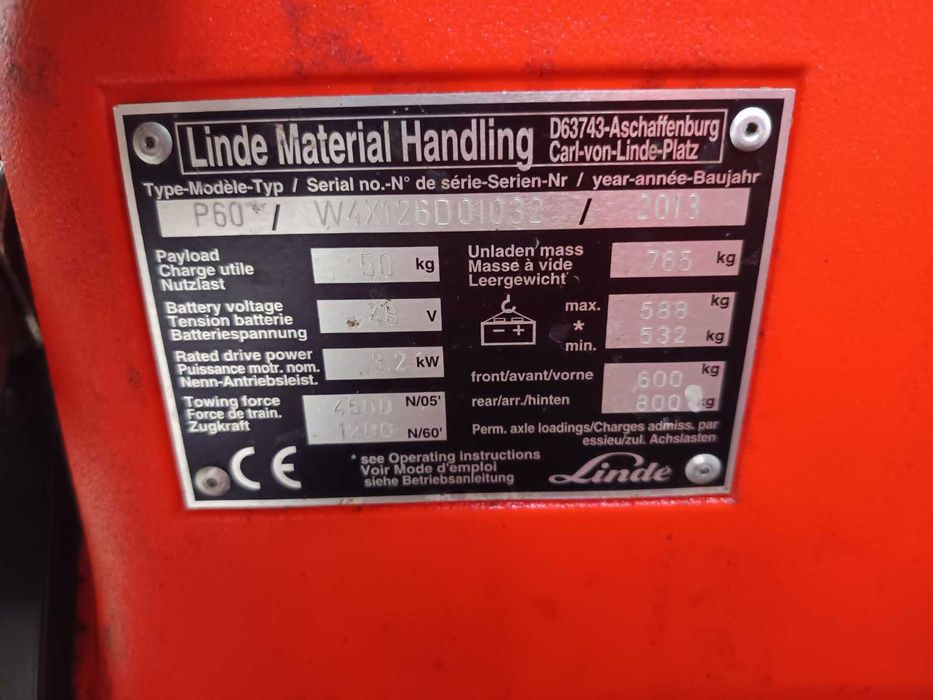 Linde Material Handling
D63743-Aschaffenburg
Carl-von-Linde-Platz
Type-Modèle-Typ / Serial no.-N° de série-Serien-Nr / year-année-Baujahr
P60 / W4X126D01032 / 2013
Payload
Charge utile
Nutzlast
50 kg
Battery voltage
Tension batterie
Batteriespannung
48 V
Rated drive power
Puissance motr. nom.
Nenn-Antriebsleist.
kW
Towing force
Force de train.
Zugkraft
4500 N/05'
1200 N/60'
Unladen mass
Masse à vide
Leergewicht
765 kg
- +
max. 588 kg
*
min. 532 kg
front/avant/vorne 600 kg
rear/arr./hinten 800 kg
Perm. axle loadings/Charges admiss. par
essieu/zul. Achslasten
* see Operating instructions
Voir Mode d'emploi
siehe Betriebsanleitung
CE
Linde